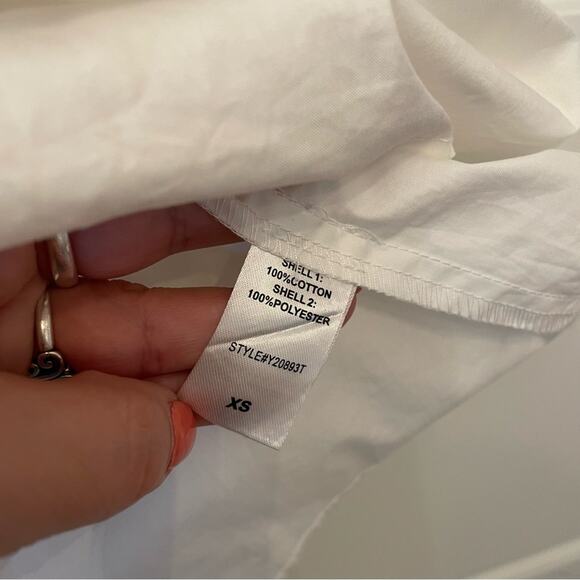 SHELL 1:
100%COTTON
SHELL 2:
100%POLYESTER
STYLE#Y20893T
XS